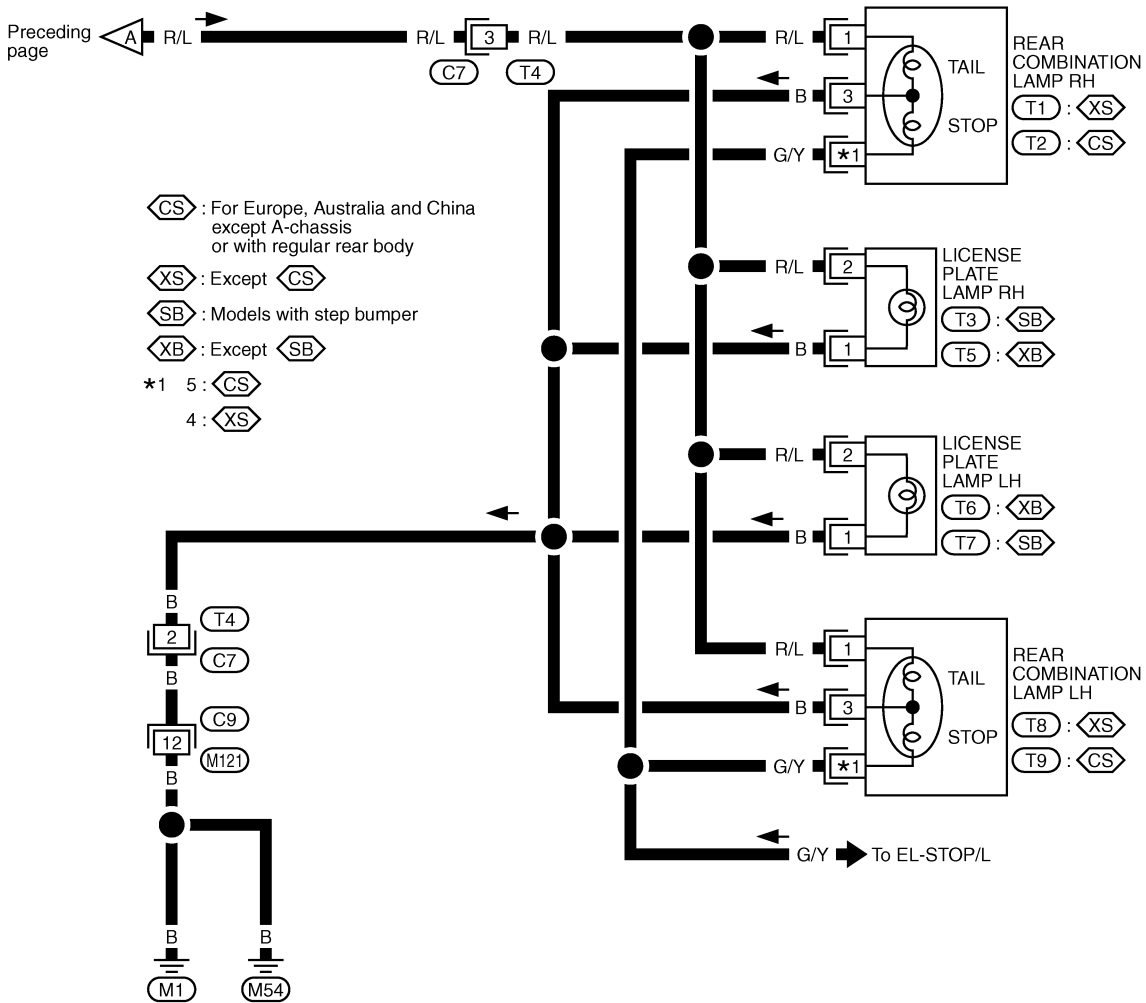 Preceding
page
A
R/L
R/L
3
R/L
C7
T4
R/L
1
B
3
G/Y
*1
TAIL
STOP
REAR
COMBINATION
LAMP RH
T1 : XS
T2 : CS
CS : For Europe, Australia and China
except A-chassis
or with regular rear body
XS : Except CS
SB : Models with step bumper
XB : Except SB
*1 5 : CS
4 : XS
R/L
2
B
1
LICENSE
PLATE
LAMP RH
T3 : SB
T5 : XB
R/L
2
B
1
LICENSE
PLATE
LAMP LH
T6 : XB
T7 : SB
B
2
T4
C7
B
12
C9
M121
B
R/L
1
B
3
G/Y
*1
TAIL
STOP
REAR
COMBINATION
LAMP LH
T8 : XS
T9 : CS
G/Y
To EL-STOP/L
B
B
M1
M54